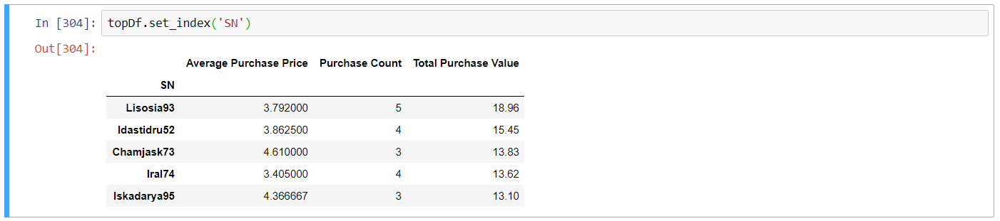 In [304]: topDf.set_index('SN')
Out[304]:
Average Purchase Price Purchase Count Total Purchase Value
SN
Lisosia93 3.792000 5 18.96
Idastidru52 3.862500 4 15.45
Chamjask73 4.610000 3 13.83
Iral74 3.405000 4 13.62
Iskadarya95 4.366667 3 13.10